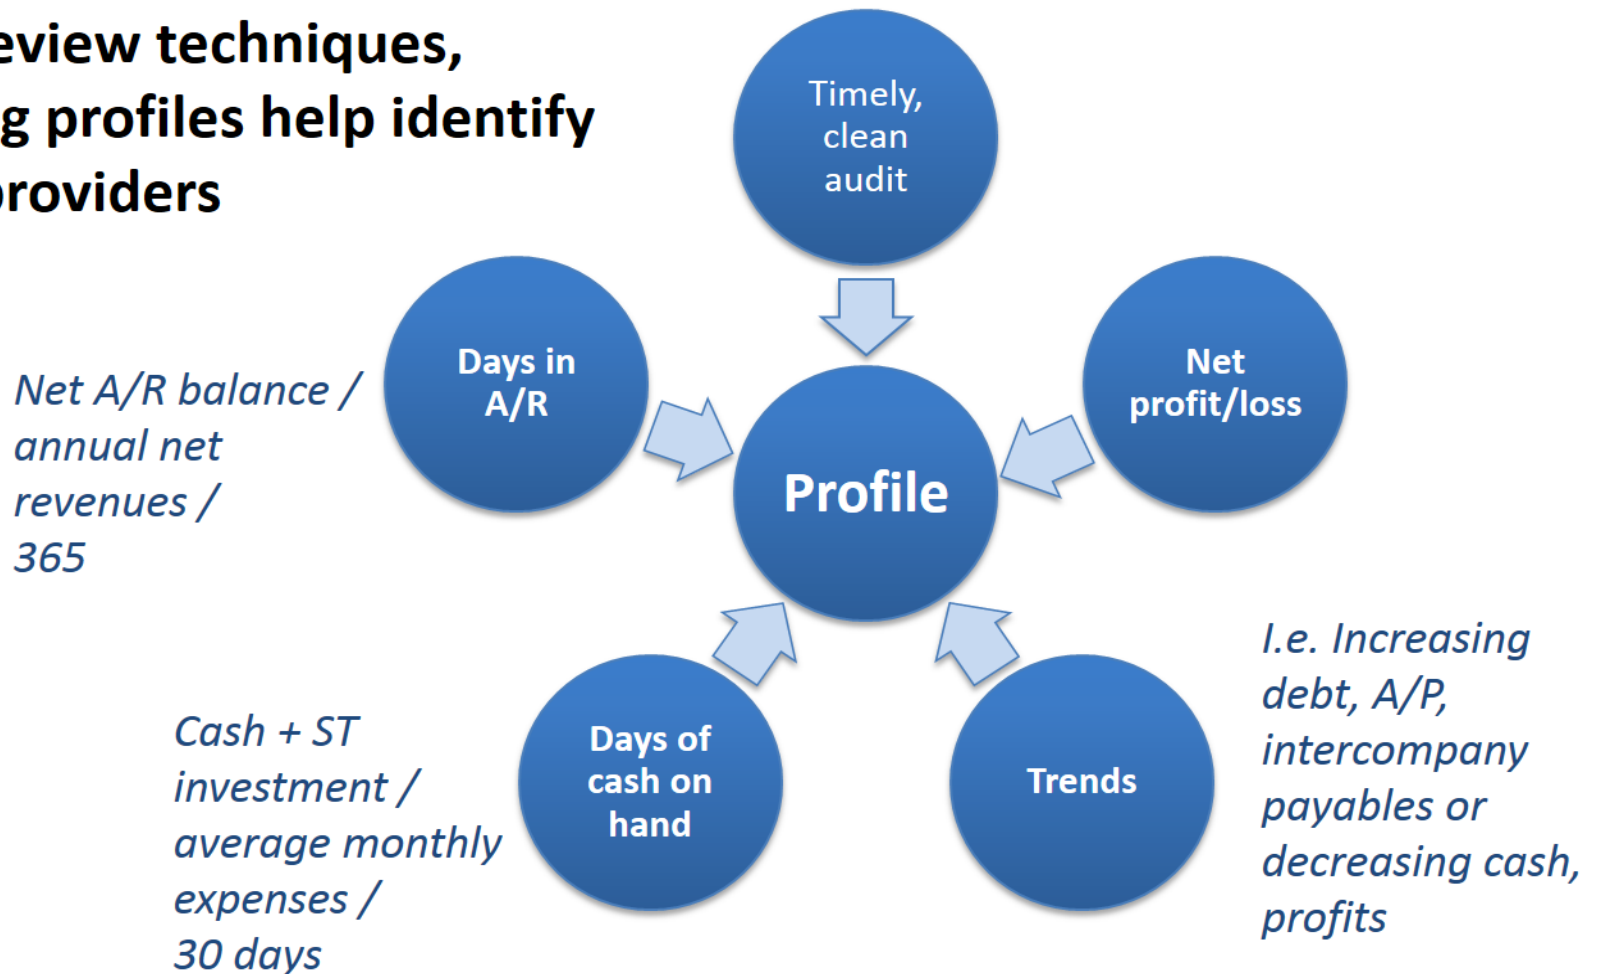 eview techniques,
g profiles help identify
providers
Timely,
clean
audit
Days in
A/R
Net
profit/loss
Net A/R balance /
annual net
revenues /
365
Profile
I.e. Increasing
debt, A/P,
intercompany
payables or
decreasing cash,
profits
Cash + ST
investment /
average monthly
expenses /
30 days
Days of
cash on
hand
Trends